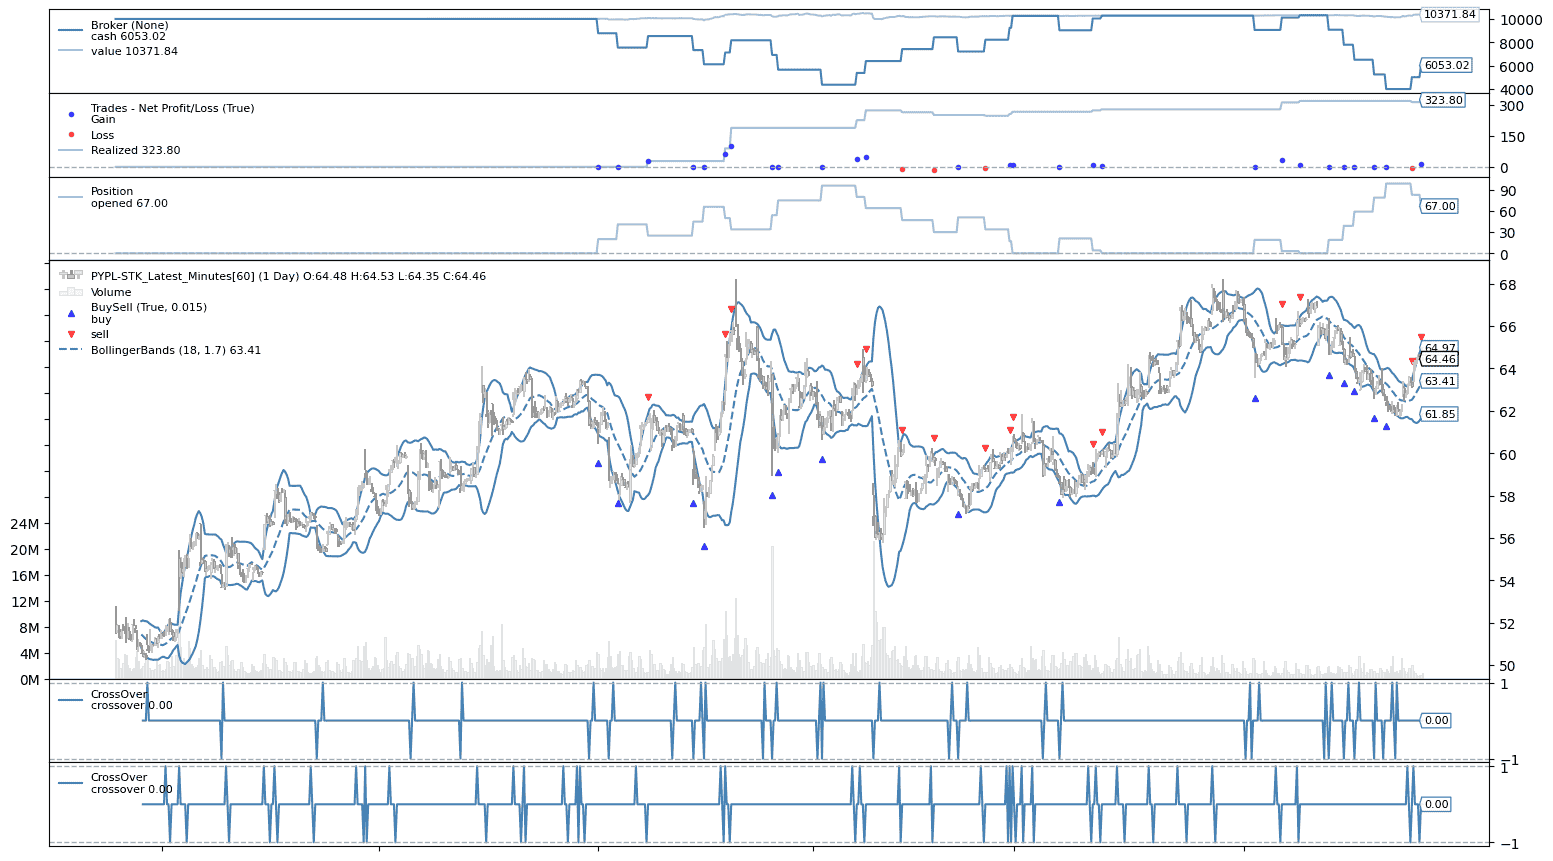 Broker (None)
cash 6053.02
value 10371.84
10371.84
10000
8000
6053.02
6000
4000
Trades - Net Profit/Loss (True)
Gain
Loss
Realized 323.80
323.80
300
150
0
Position
opened 67.00
90
67.00
60
30
0
PYPL-STK_Latest_Minutes[60] (1 Day) O:64.48 H:64.53 L:64.35 C:64.46
Volume
BuySell (True, 0.015)
buy
sell
BollingerBands (18, 1.7) 63.41
68
66
64.97
64.46
64
63.41
62
61.85
60
58
56
54
52
50
24M
20M
16M
12M
8M
4M
0M
CrossOver
crossover 0.00
1
0.00
−1
CrossOver
crossover 0.00
1
0.00
−1